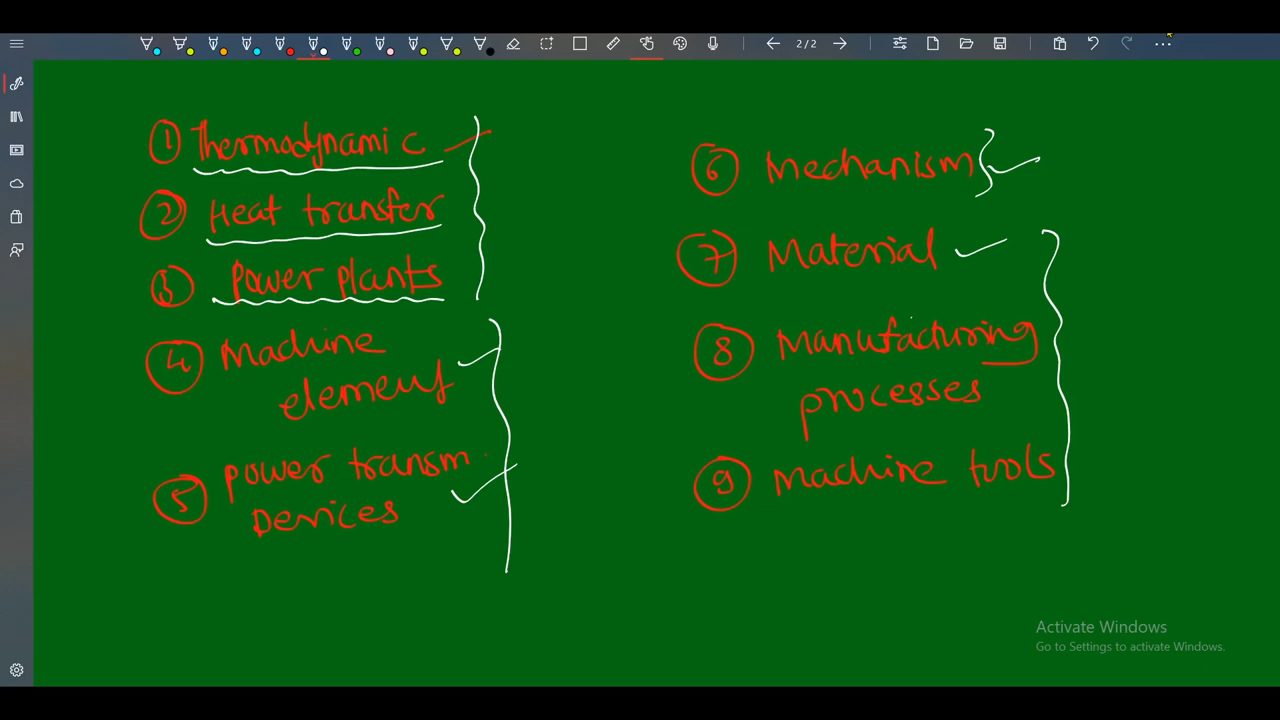 2/2
① Thermodynamic
② Heat transfer
③ Power plants
④ Machine
element
⑤ power transm.
Devices
⑥ Mechanism
⑦ Material
⑧ Manufacturing
processes
⑨ Machine tools
Activate Windows
Go to Settings to activate Windows.